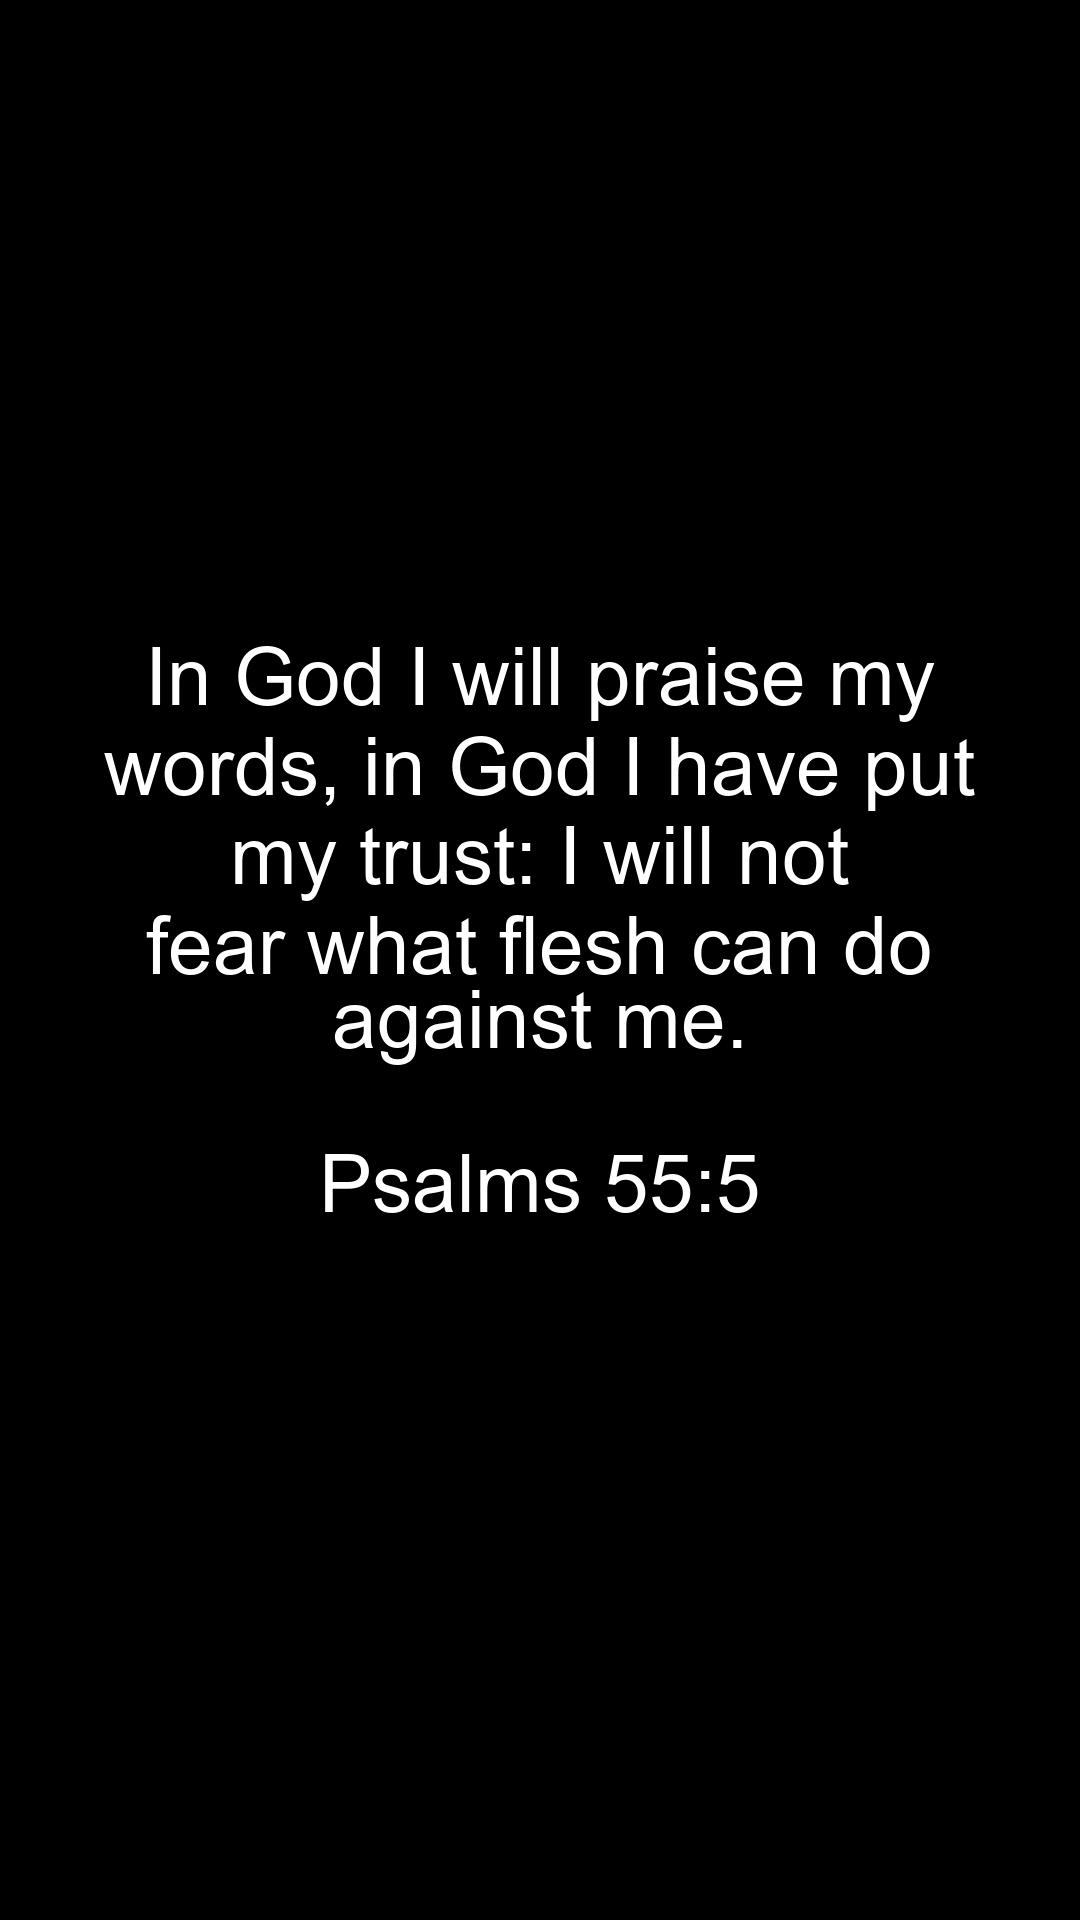 In God I will praise my
words, in God I have put
my trust: I will not
fear what flesh can do
against me.
Psalms 55:5